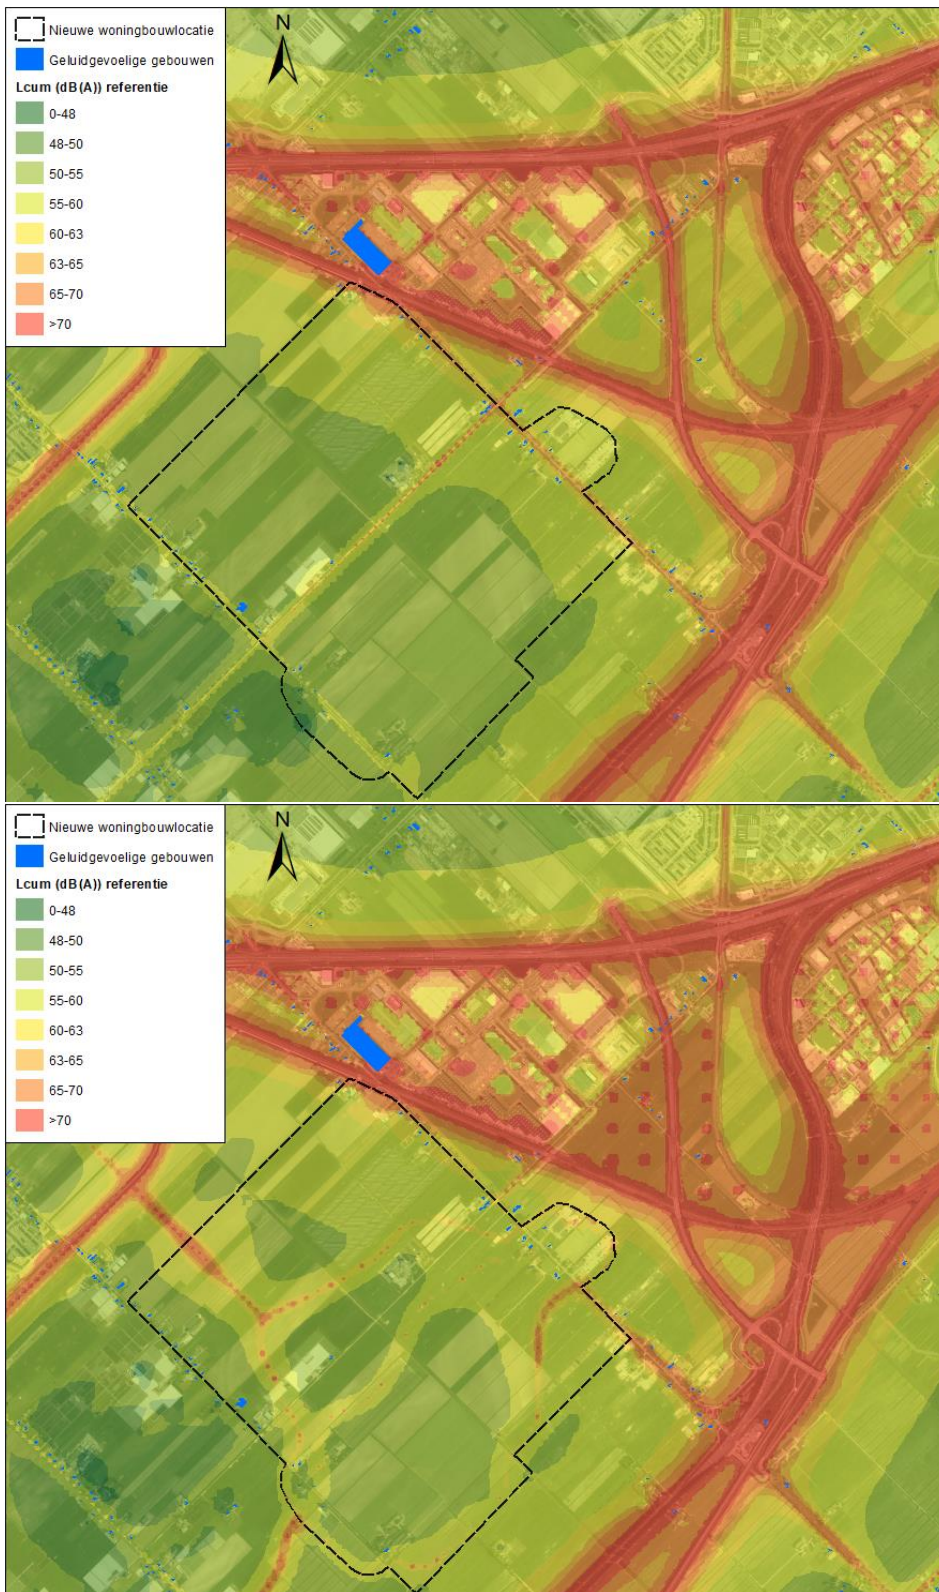 N
Nieuwe woningbouwlocatie
Geluidgevoelige gebouwen
Lcum (dB(A)) referentie
0-48
48-50
50-55
55-60
60-63
63-65
65-70
>70
N
Nieuwe woningbouwlocatie
Geluidgevoelige gebouwen
Lcum (dB(A)) referentie
0-48
48-50
50-55
55-60
60-63
63-65
65-70
>70